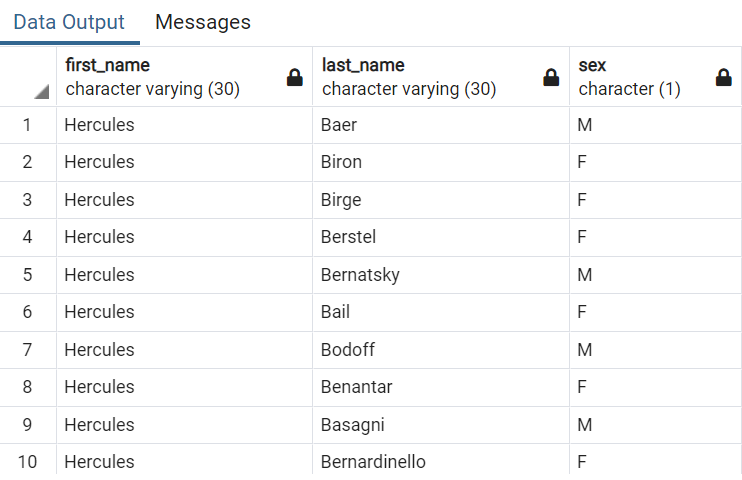 Data Output Messages
first_name last_name sex
character varying (30) character varying (30) character (1)
1 Hercules Baer M
2 Hercules Biron F
3 Hercules Birge F
4 Hercules Berstel F
5 Hercules Bernatsky M
6 Hercules Bail F
7 Hercules Bodoff M
8 Hercules Benantar F
9 Hercules Basagni M
10 Hercules Bernardinello F